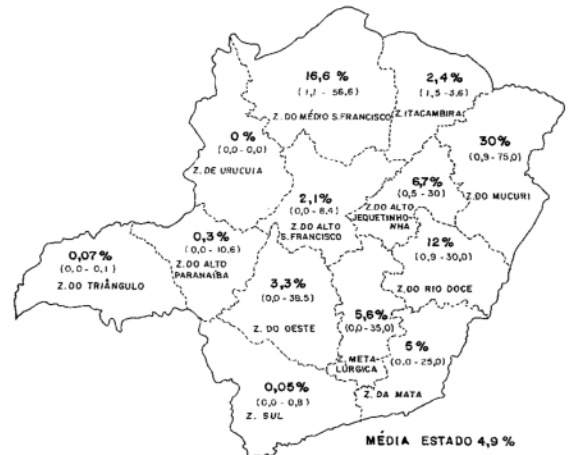 16,6 %
(1,1 - 56,6)
Z. DO MÉDIO S. FRANCISCO
2,4%
(1,5 - 3,6)
Z. ITACAMBIRA
30%
(0,9 - 75,0)
Z. DO MUCURI
0 %
(0,0 - 0,0)
Z. DE URUCUIA
6,7%
(0,5 - 30)
Z. DO ALTO
JEQUETINHO-
NHA
2,1%
(0,0 - 8,4)
Z. DO ALTO
S. FRANCISCO
0,3%
(0,0 - 10,6)
Z. DO ALTO
PARANAÍBA
12%
(0,9 - 30,0)
Z. DO RIO DOCE
0,07%
(0,0 - 0,1)
Z. DO TRIÂNGULO
3,3%
(0,0 - 38,5)
Z. DO OESTE
5,6%
(0,0 - 35,0)
Z. META-
LÚRGICA
5%
(0,0 - 25,0)
Z. DA MATA
0,05%
(0,0 - 0,8)
Z. SUL
MÉDIA ESTADO 4,9 %